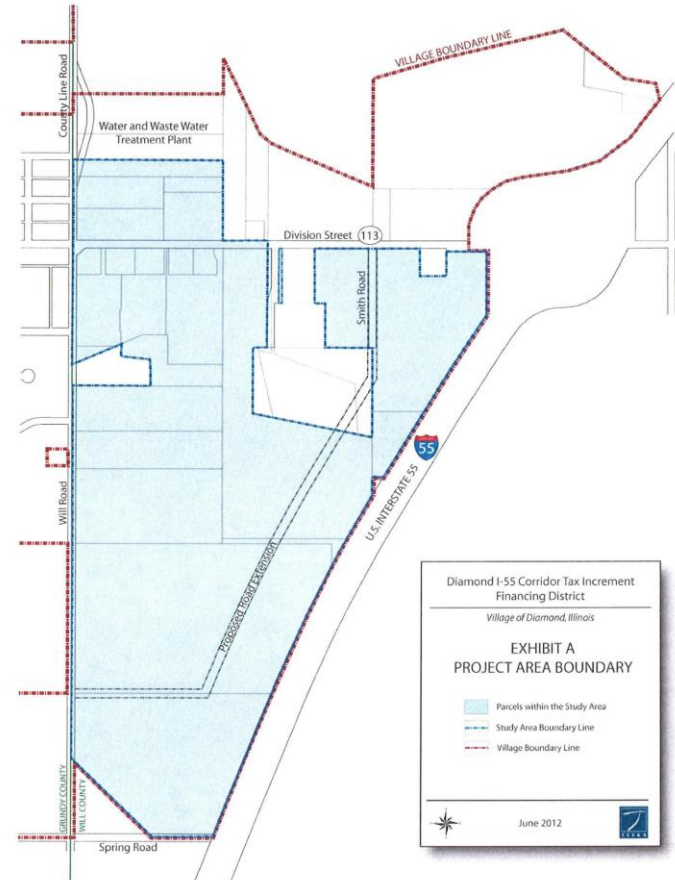 VILLAGE BOUNDARY LINE
County Line Road
Water and Waste Water
Treatment Plant
Division Street 113
Smith Road
55
U.S. INTERSTATE 55
Will Road
Proposed Road Extension
GRUNDY COUNTY
WILL COUNTY
Spring Road
Diamond I-55 Corridor Tax Increment
Financing District
Village of Diamond, Illinois
EXHIBIT A
PROJECT AREA BOUNDARY
Parcels within the Study Area
Study Area Boundary Line
Village Boundary Line
June 2012
TESKA